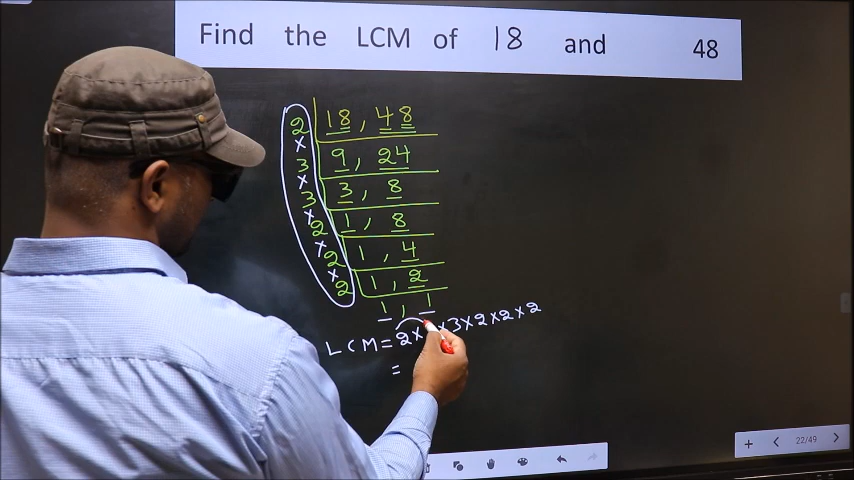 Find the LCM of 18 and 48
2 18 , 48
×
3 9 , 24
×
3 3 , 8
×
2 1 , 8
×
2 1 , 4
×
2 1 , 2
1 , 1
LCM = 2 × × 3 × 2 × 2 × 2
=
+ < 22/49 >